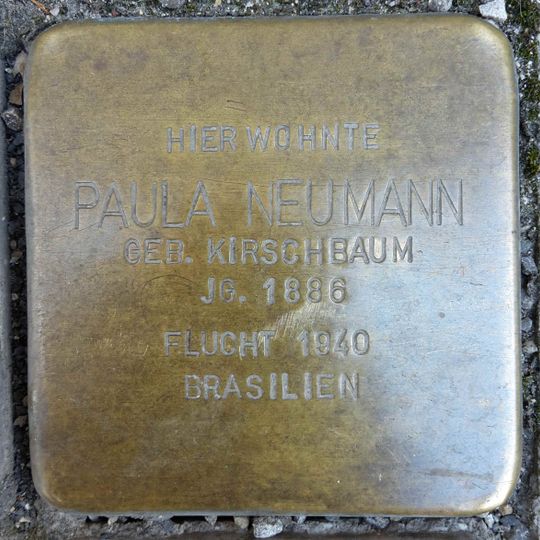 HIER WOHNTE
PAULA NEUMANN
GEB. KIRSCHBAUM
JG. 1886
FLUCHT 1940
BRASILIEN